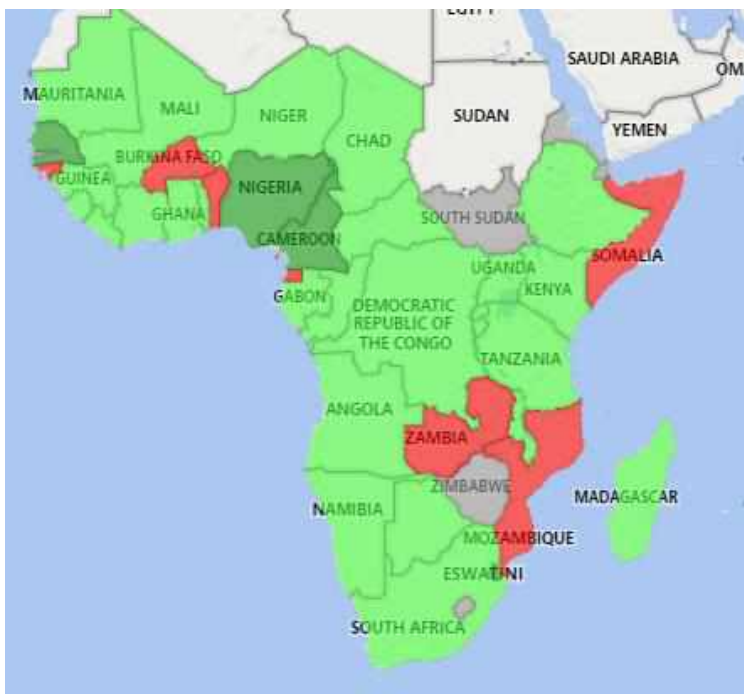 SAUDI ARABIA
OM
MAURITANIA
MALI
NIGER
CHAD
SUDAN
YEMEN
BURKINA FASO
GUINEA
NIGERIA
GHANA
SOUTH SUDAN
CAMEROON
SOMALIA
UGANDA
KENYA
GABON
DEMOCRATIC
REPUBLIC OF
THE CONGO
TANZANIA
ANGOLA
ZAMBIA
ZIMBABWE
MADAGASCAR
NAMIBIA
MOZAMBIQUE
ESWATINI
SOUTH AFRICA